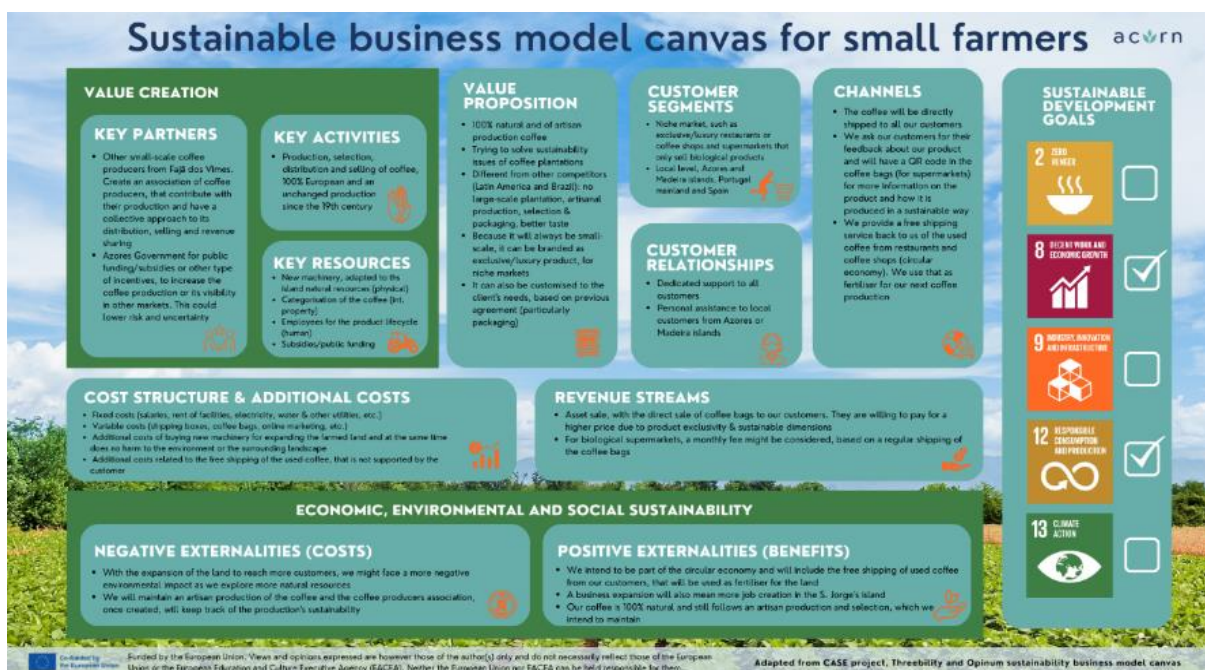 Sustainable business model canvas for small farmers
acorn
VALUE CREATION
KEY PARTNERS
• Other small-scale coffee
producers from Fajã dos Vimes.
Create an association of coffee
producers, that contribute with
their production and have a
collective approach to its
distribution, selling and revenue
sharing
• Azores Government for public
funding/subsidies or other type
of incentives, to increase the
coffee production or its visibility
in other markets. This could
lower risk and uncertainty
KEY ACTIVITIES
• Production, selection,
distribution and selling of coffee,
100% European and an
unchanged production
since the 19th century
KEY RESOURCES
• New machinery, adapted to the
island natural resources (physical)
• Categorisation of the coffee (int.
property)
• Employees for the product lifecycle
(human)
• Subsidies/public funding
VALUE
PROPOSITION
• 100% natural and of artisan
production coffee
• Trying to solve sustainability
issues of coffee plantations
• Different from other competitors
(Latin America and Brazil): no
large-scale plantation, artisanal
production, selection &
packaging, better taste
• Because it will always be small-
scale, it can be branded as
exclusive/luxury product, for
niche markets
• It can also be customised to the
client's needs, based on previous
agreement (particularly
packaging)
CUSTOMER
SEGMENTS
• Niche market, such as
exclusive/luxury restaurants or
coffee shops and supermarkets that
only sell biological products
• Local level, Azores and
Madeira islands, Portugal
mainland and Spain
CUSTOMER
RELATIONSHIPS
• Dedicated support to all
customers
• Personal assistance to local
customers from Azores or
Madeira islands
CHANNELS
• The coffee will be directly
shipped to all our customers
• We ask our customers for their
feedback about our product
and will have a QR code in the
coffee bags (for supermarkets)
for more information on the
product and how it is
produced in a sustainable way
• We provide a free shipping
service back to us of the used
coffee from restaurants and
coffee shops (circular
economy). We use that as
fertiliser for our next coffee
production
SUSTAINABLE
DEVELOPMENT
GOALS
2 ZERO
HUNGER
8 DECENT WORK AND
ECONOMIC GROWTH
9 INDUSTRY, INNOVATION
AND INFRASTRUCTURE
12 RESPONSIBLE
CONSUMPTION
AND PRODUCTION
13 CLIMATE
ACTION
COST STRUCTURE & ADDITIONAL COSTS
• Fixed costs (salaries, rent of facilities, electricity, water & other utilities, etc.)
• Variable costs (shipping boxes, coffee bags, online marketing, etc.)
• Additional costs of buying new machinery for expanding the farmed land and at the same time
does no harm to the environment or the surrounding landscape
• Additional costs related to the free shipping of the used coffee, that is not supported by the
customer
REVENUE STREAMS
• Asset sale, with the direct sale of coffee bags to our customers. They are willing to pay for a
higher price due to product exclusivity & sustainable dimensions
• For biological supermarkets, a monthly fee might be considered, based on a regular shipping of
the coffee bags
ECONOMIC, ENVIRONMENTAL AND SOCIAL SUSTAINABILITY
NEGATIVE EXTERNALITIES (COSTS)
• With the expansion of the land to reach more customers, we might face a more negative
environmental impact as we explore more natural resources
• We will maintain an artisan production of the coffee and the coffee producers association,
once created, will keep track of the production's sustainability
POSITIVE EXTERNALITIES (BENEFITS)
• We intend to be part of the circular economy and will include the free shipping of used coffee
from our customers, that will be used as fertiliser for the land
• A business expansion will also mean more job creation in the S. Jorge's island
• Our coffee is 100% natural and still follows an artisan production and selection, which we
intend to maintain
Co-funded by
the European Union
Funded by the European Union. Views and opinions expressed are however those of the author(s) only and do not necessarily reflect those of the European
Union or the European Education and Culture Executive Agency (EACEA). Neither the European Union nor EACEA can be held responsible for them.
Adapted from CASE project, Threebility and Opinum sustainability business model canvas